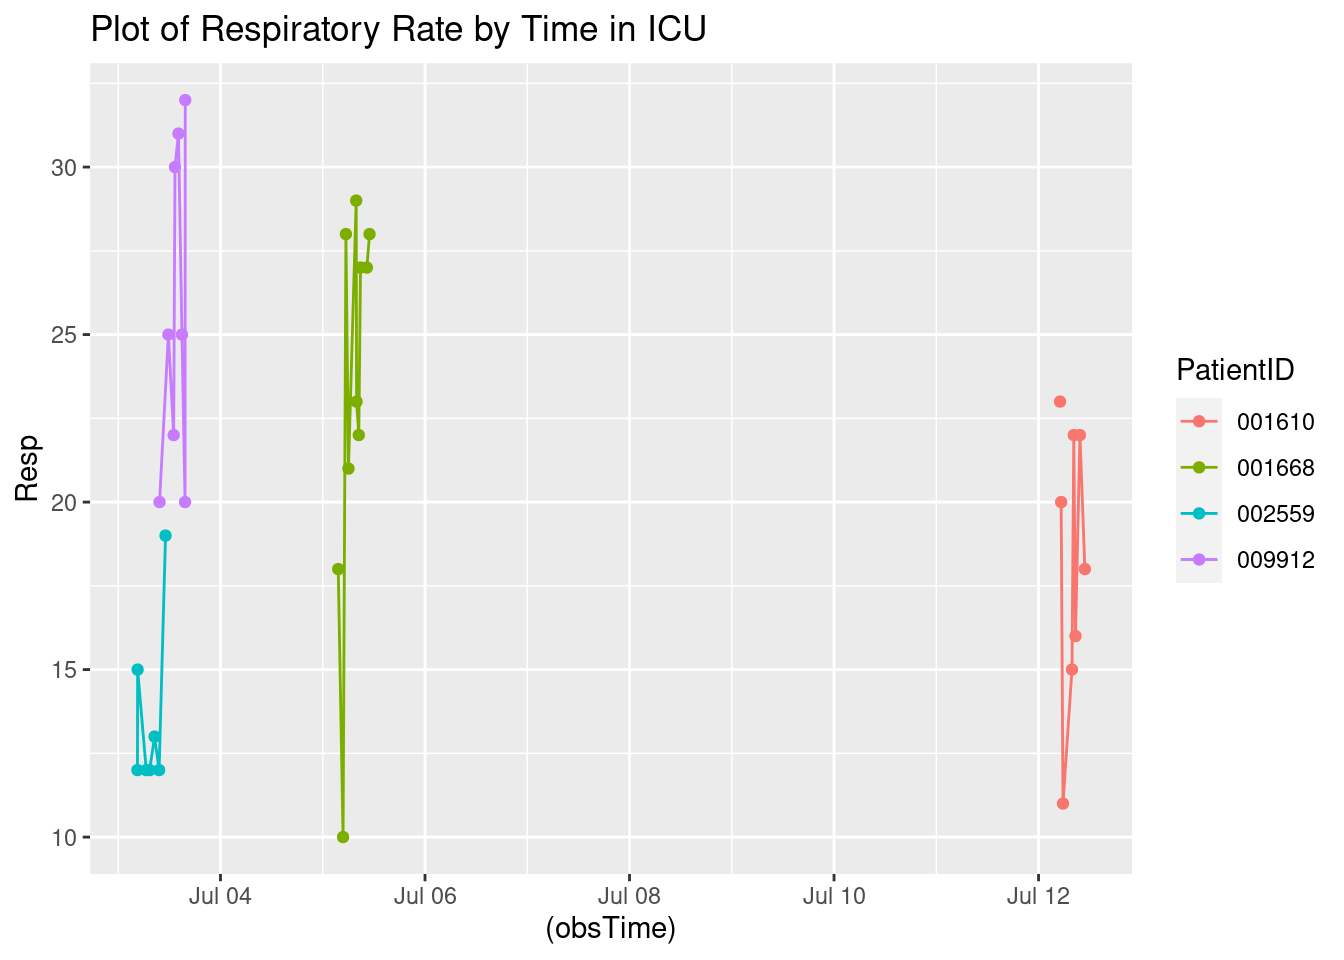 Plot of Respiratory Rate by Time in ICU
30
25
20
15
10
Resp
Jul 04
Jul 06
Jul 08
Jul 10
Jul 12
(obsTime)
PatientID
001610
001668
002559
009912